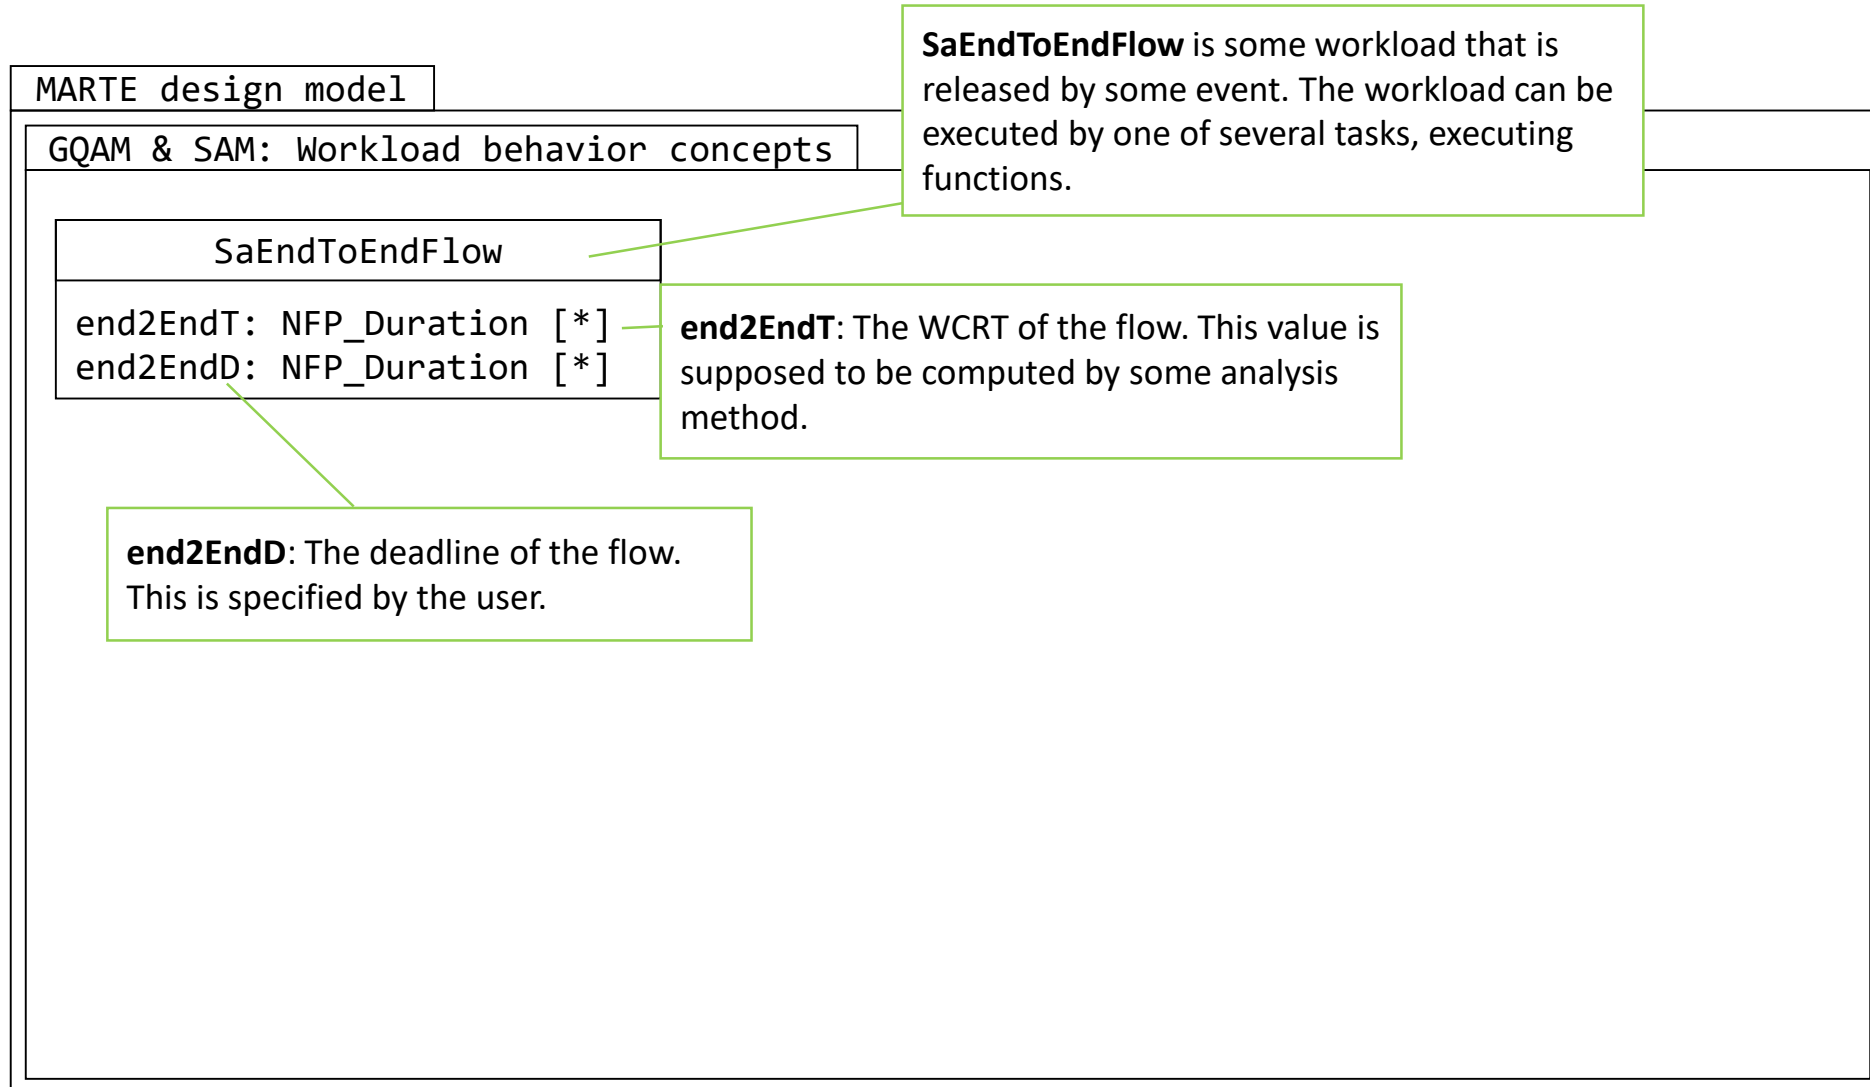 MARTE design model
GQAM & SAM: Workload behavior concepts
SaEndToEndFlow is some workload that is
released by some event. The workload can be
executed by one of several tasks, executing
functions.
SaEndToEndFlow
end2EndT: NFP_Duration [*]
end2EndD: NFP_Duration [*]
end2EndT: The WCRT of the flow. This value is
supposed to be computed by some analysis
method.
end2EndD: The deadline of the flow.
This is specified by the user.